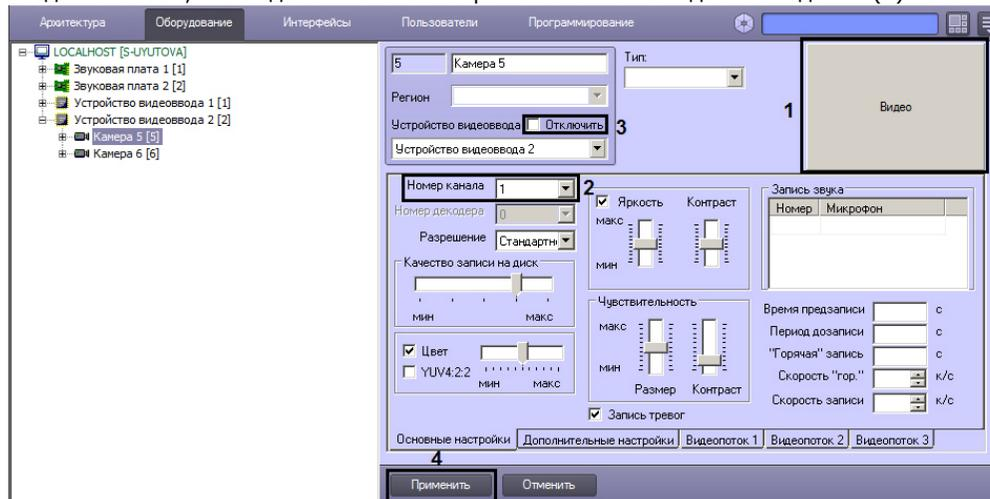 Архитектура Оборудование Интерфейсы Пользователи Программирование
LOCALHOST [S-UYUTOVA]
Звуковая плата 1 [1]
Звуковая плата 2 [2]
Устройство видеоввода 1 [1]
Устройство видеоввода 2 [2]
Камера 5 [5]
Камера 6 [6]
5 Камера 5
Тип:
Регион
Устройство видеоввода Отключить 3
Устройство видеоввода 2
1 Видео
Номер канала 1 2
Номер декодера 0
Разрешение Стандартн
Качество записи на диск
мин макс
Цвет
YUV4:2:2
мин макс
Яркость Контраст
макс
мин
Чувствительность
макс
мин
Размер Контраст
Запись тревог
Запись звука
Номер Микрофон
Время предзаписи с
Период дозаписи с
"Горячая" запись с
Скорость "гор." к/с
Скорость записи к/с
Основные настройки Дополнительные настройки Видеопоток 1 Видеопоток 2 Видеопоток 3
4
Применить Отменить